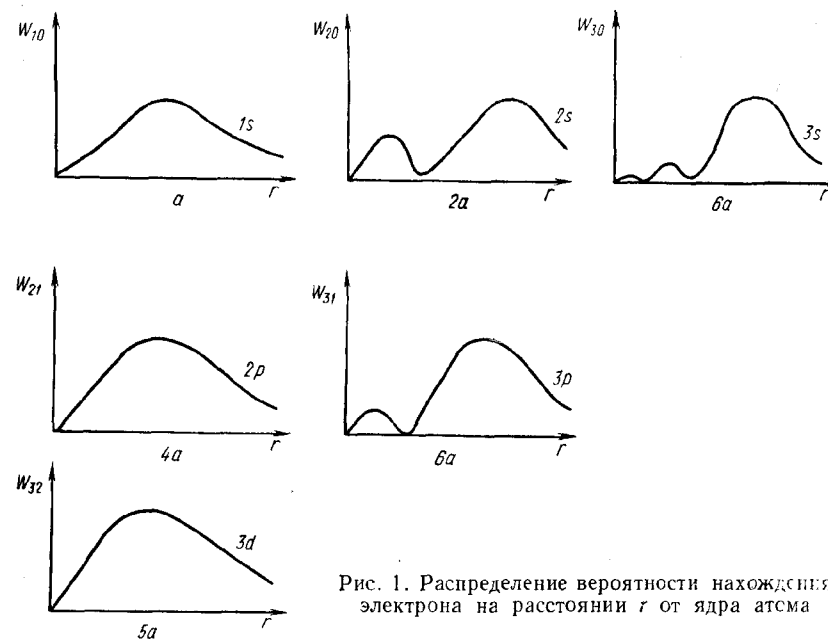 W10 W20 W30
1s 2s 3s
r r r
a 2a 6a
W21 W31
2p 3p
r r
4a 6a
W32
3d
r
5a
Рис. 1. Распределение вероятности нахождения
электрона на расстоянии r от ядра атома